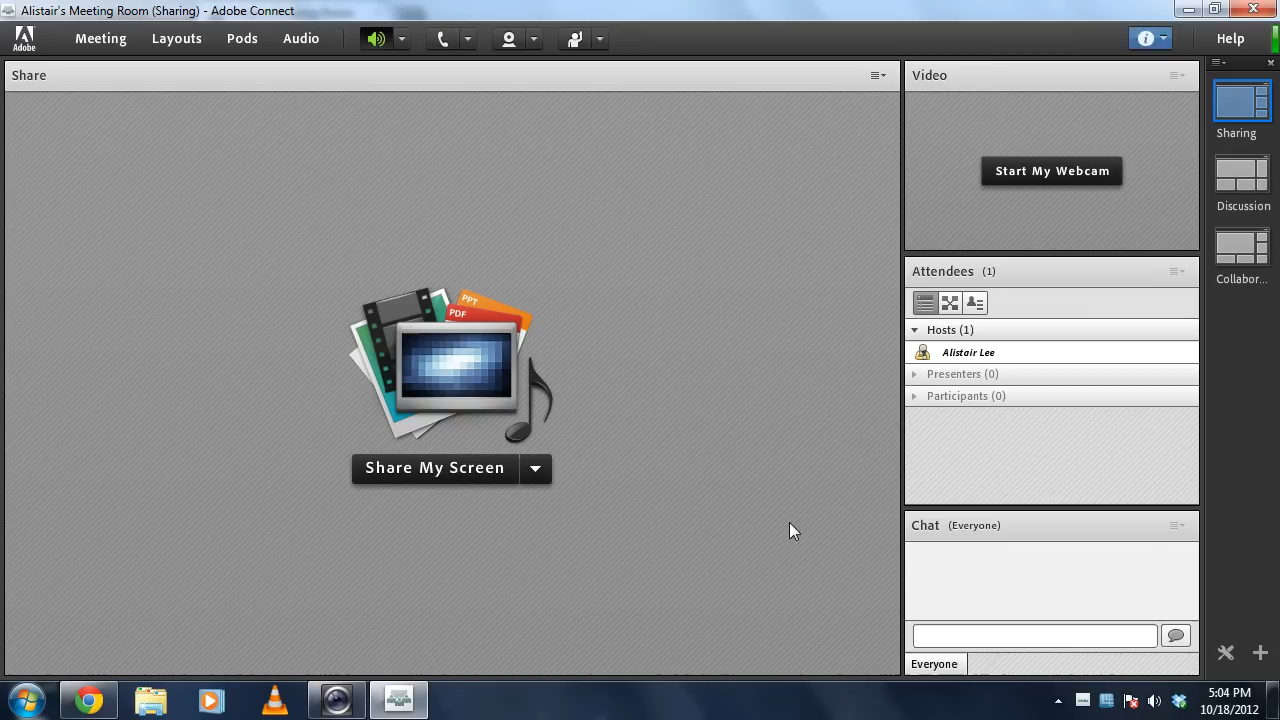 Alistair's Meeting Room (Sharing) - Adobe Connect
Adobe
Meeting
Layouts
Pods
Audio
Help
Share
Video
Sharing
Start My Webcam
Discussion
Attendees (1)
Collabor...
PPT
PDF
Hosts (1)
Alistair Lee
Presenters (0)
Participants (0)
Share My Screen
Chat (Everyone)
Everyone
5:04 PM
10/18/2012